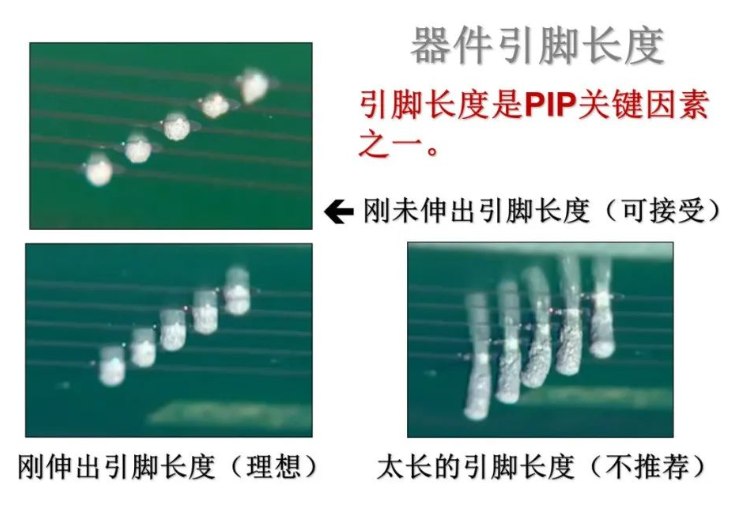 器件引脚长度
引脚长度是PIP关键因素
之一。
←刚未伸出引脚长度（可接受）
刚伸出引脚长度（理想）
太长的引脚长度（不推荐）